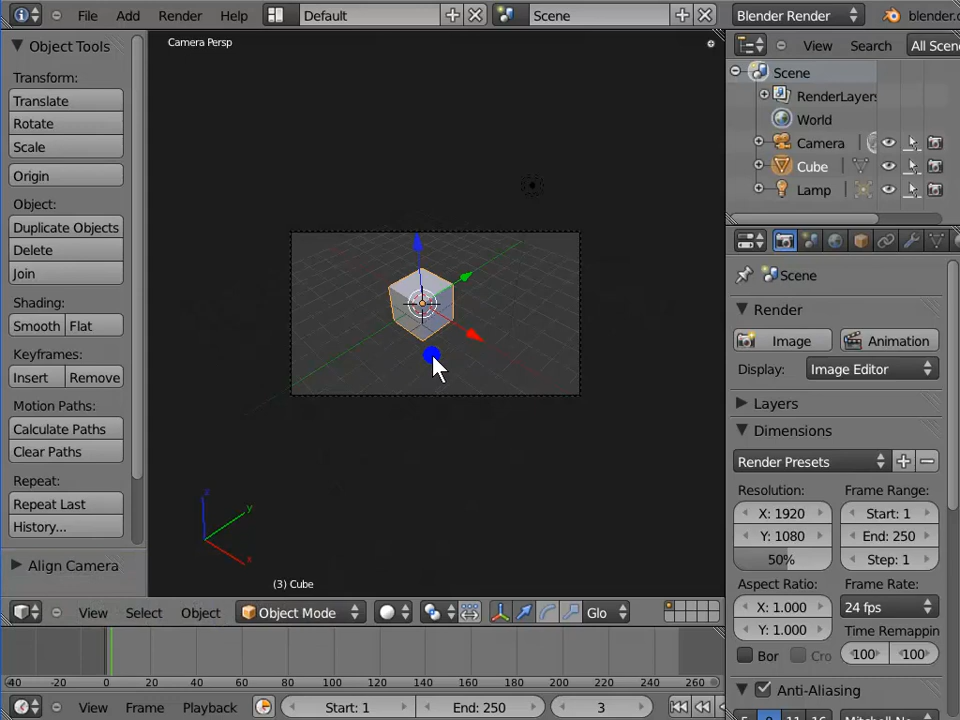 File Add Render Help Default Scene Blender Render blender.
Object Tools
Transform:
Translate
Rotate
Scale
Origin
Object:
Duplicate Objects
Delete
Join
Shading:
Smooth Flat
Keyframes:
Insert Remove
Motion Paths:
Calculate Paths
Clear Paths
Repeat:
Repeat Last
History...
Align Camera
Camera Persp
z
y
x
(3) Cube
View Select Object Object Mode Glo
-40 -20 0 20 40 60 80 100 120 140 160 180 200 220 240 260
View Frame Playback Start: 1 End: 250 3
View Search All Scen
Scene
RenderLayers
World
Camera
Cube
Lamp
Scene
Render
Image Animation
Display: Image Editor
Layers
Dimensions
Render Presets
Resolution: Frame Range:
X: 1920 Start: 1
Y: 1080 End: 250
50% Step: 1
Aspect Ratio: Frame Rate:
X: 1.000 24 fps
Y: 1.000 Time Remappin
Bor Cro 100 100
Anti-Aliasing